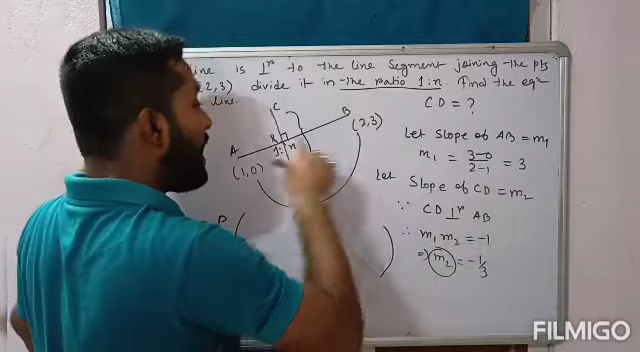 line is ⊥r to the line segment joining the pts
(2,3) divide it in the ratio 1:n. Find the eqn
line.
CD = ?
C
B
(2,3)
A
(1,0)
1:n
P
Let slope of AB = m₁
m₁ = 3-0/2-1 = 3
Let slope of CD = m₂
∵ CD ⊥r AB
∴ m₁m₂ = -1
⇒ m₂ = -1/3
FILMIGO